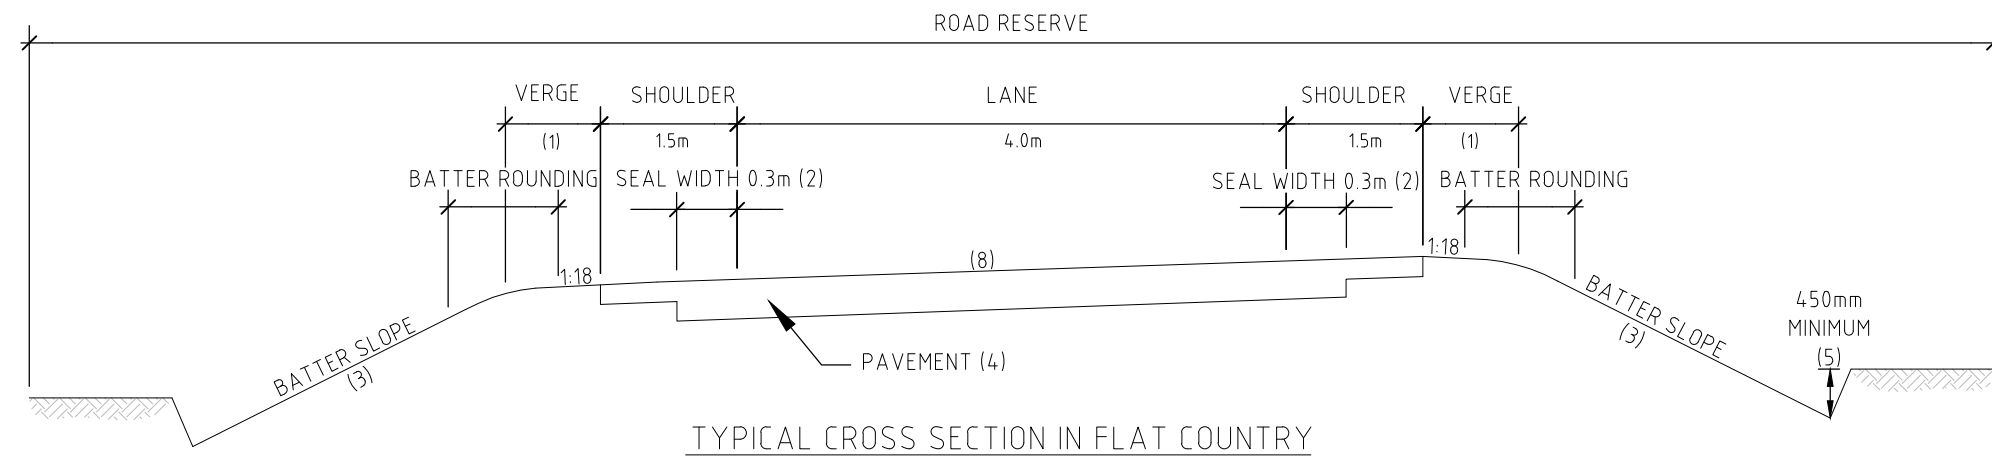 ROAD RESERVE
VERGE
SHOULDER
LANE
SHOULDER
VERGE
(1)
1.5m
4.0m
1.5m
(1)
BATTER ROUNDING
SEAL WIDTH 0.3m (2)
SEAL WIDTH 0.3m (2)
BATTER ROUNDING
1:18
(8)
1:18
BATTER SLOPE
(3)
PAVEMENT (4)
BATTER SLOPE
(3)
450mm
MINIMUM
(5)
TYPICAL CROSS SECTION IN FLAT COUNTRY